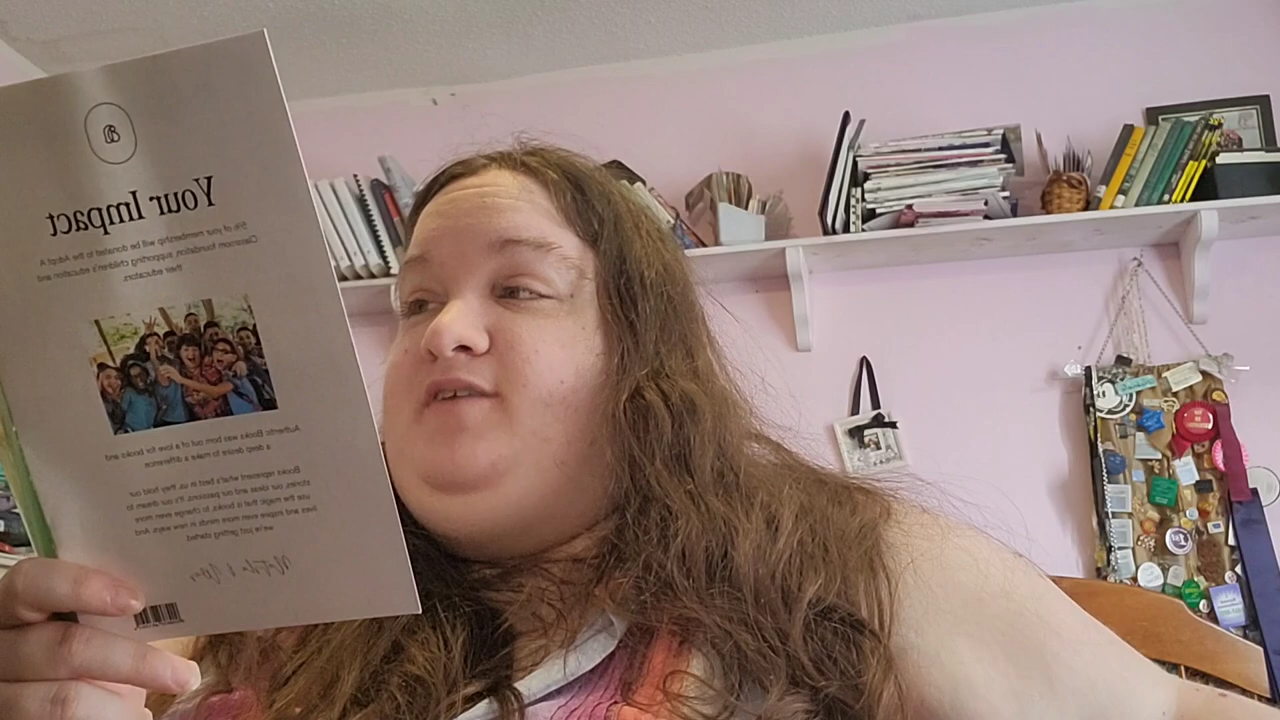 Your Impact
5% of your membership will be donated to the Adopt A
Classroom foundation, supporting children's education and
their educators.
Authentic Books was born out of a love for books and
a deep desire to make a difference.
Books represent what's best in us, they hold our
stories, our ideas and our passions. It's our dream to
use the magic that is books, to change even more
lives and inspire even more minds in new ways. And,
we're just getting started.